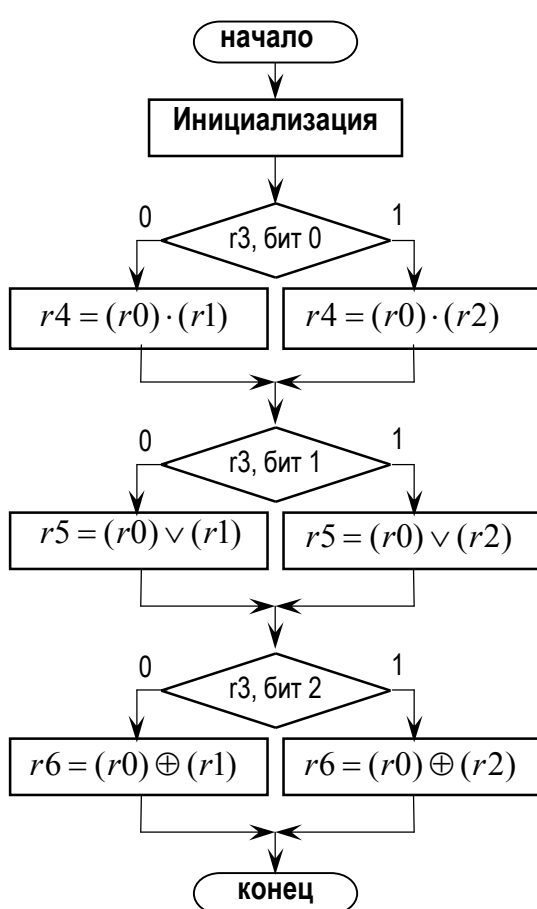 начало
Инициализация
0 1
r3, бит 0
r4 = (r0) · (r1) r4 = (r0) · (r2)
0 1
r3, бит 1
r5 = (r0) ∨ (r1) r5 = (r0) ∨ (r2)
0 1
r3, бит 2
r6 = (r0) ⊕ (r1) r6 = (r0) ⊕ (r2)
конец